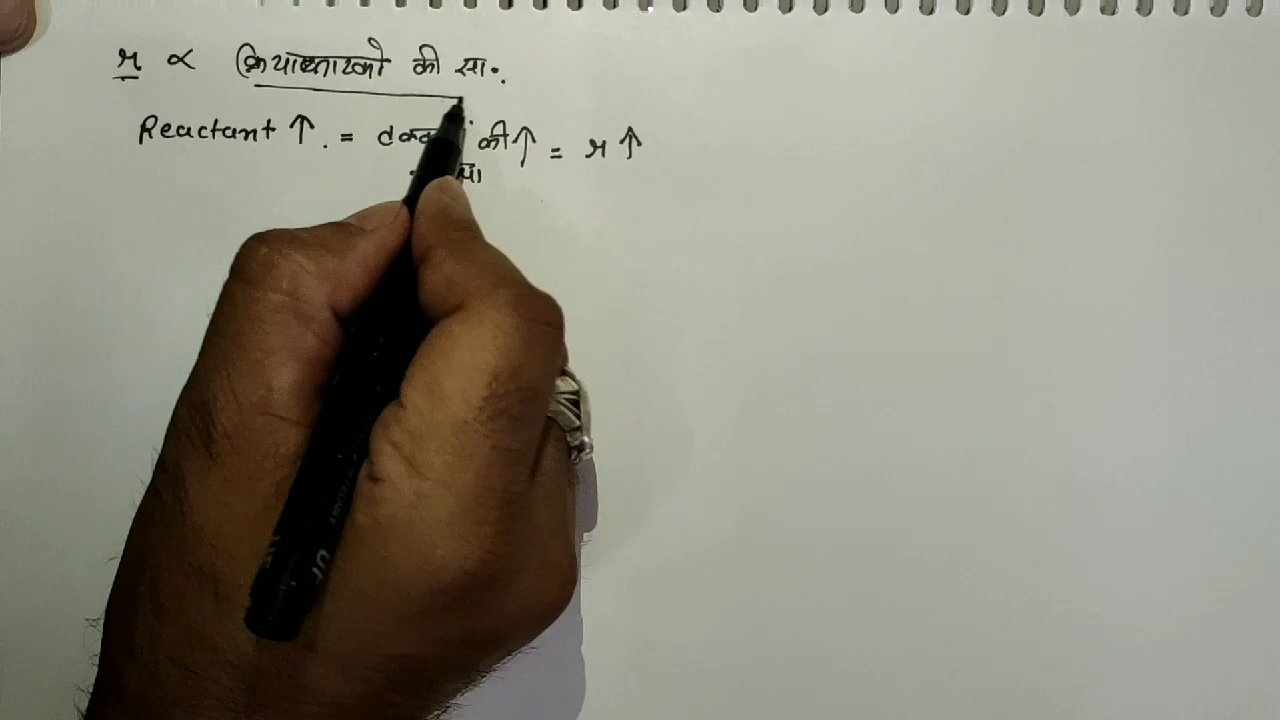 r ∝ क्रियाकारको की सा.
Reactant ↑ . = की ↑ = r ↑